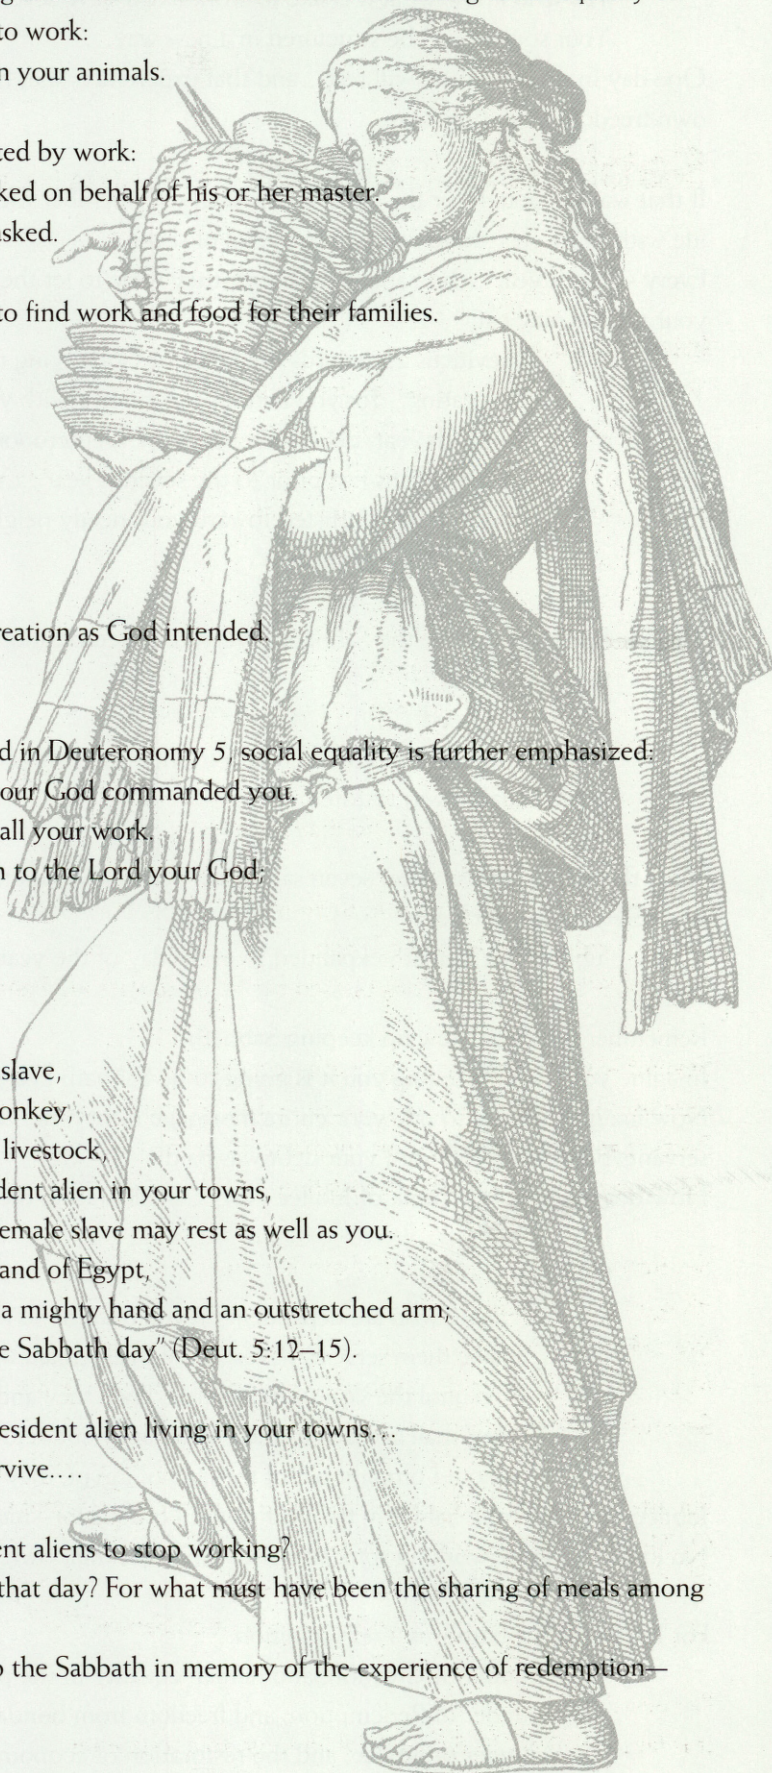 to work:
n your animals.
ted by work:
ked on behalf of his or her master.
asked.
to find work and food for their families.
reation as God intended.
d in Deuteronomy 5, social equality is further emphasized:
our God commanded you.
all your work.
n to the Lord your God;
slave,
onkey,
livestock,
dent alien in your towns,
emale slave may rest as well as you.
and of Egypt,
a mighty hand and an outstretched arm;
e Sabbath day” (Deut. 5:12–15).
esident alien living in your towns…
rvive.…
ent aliens to stop working?
that day? For what must have been the sharing of meals among
o the Sabbath in memory of the experience of redemption—